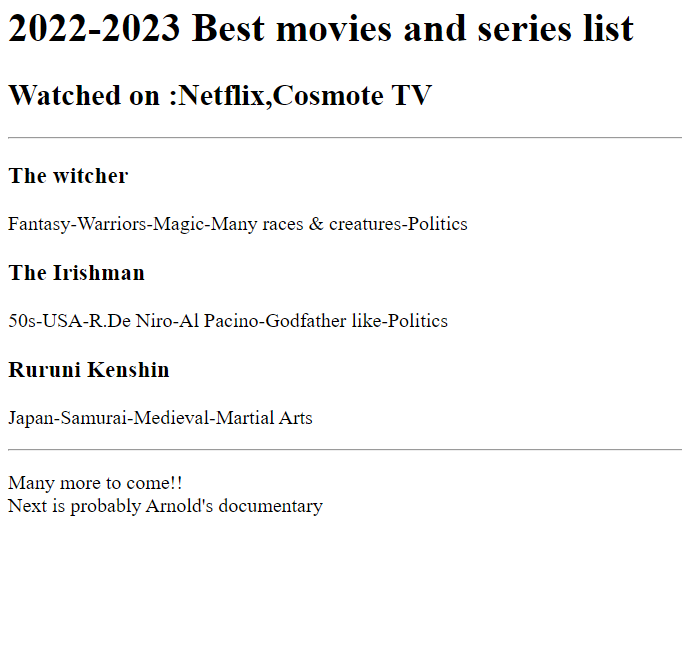 2022-2023 Best movies and series list
Watched on :Netflix,Cosmote TV
The witcher
Fantasy-Warriors-Magic-Many races & creatures-Politics
The Irishman
50s-USA-R.De Niro-Al Pacino-Godfather like-Politics
Ruruni Kenshin
Japan-Samurai-Medieval-Martial Arts
Many more to come!!
Next is probably Arnold's documentary